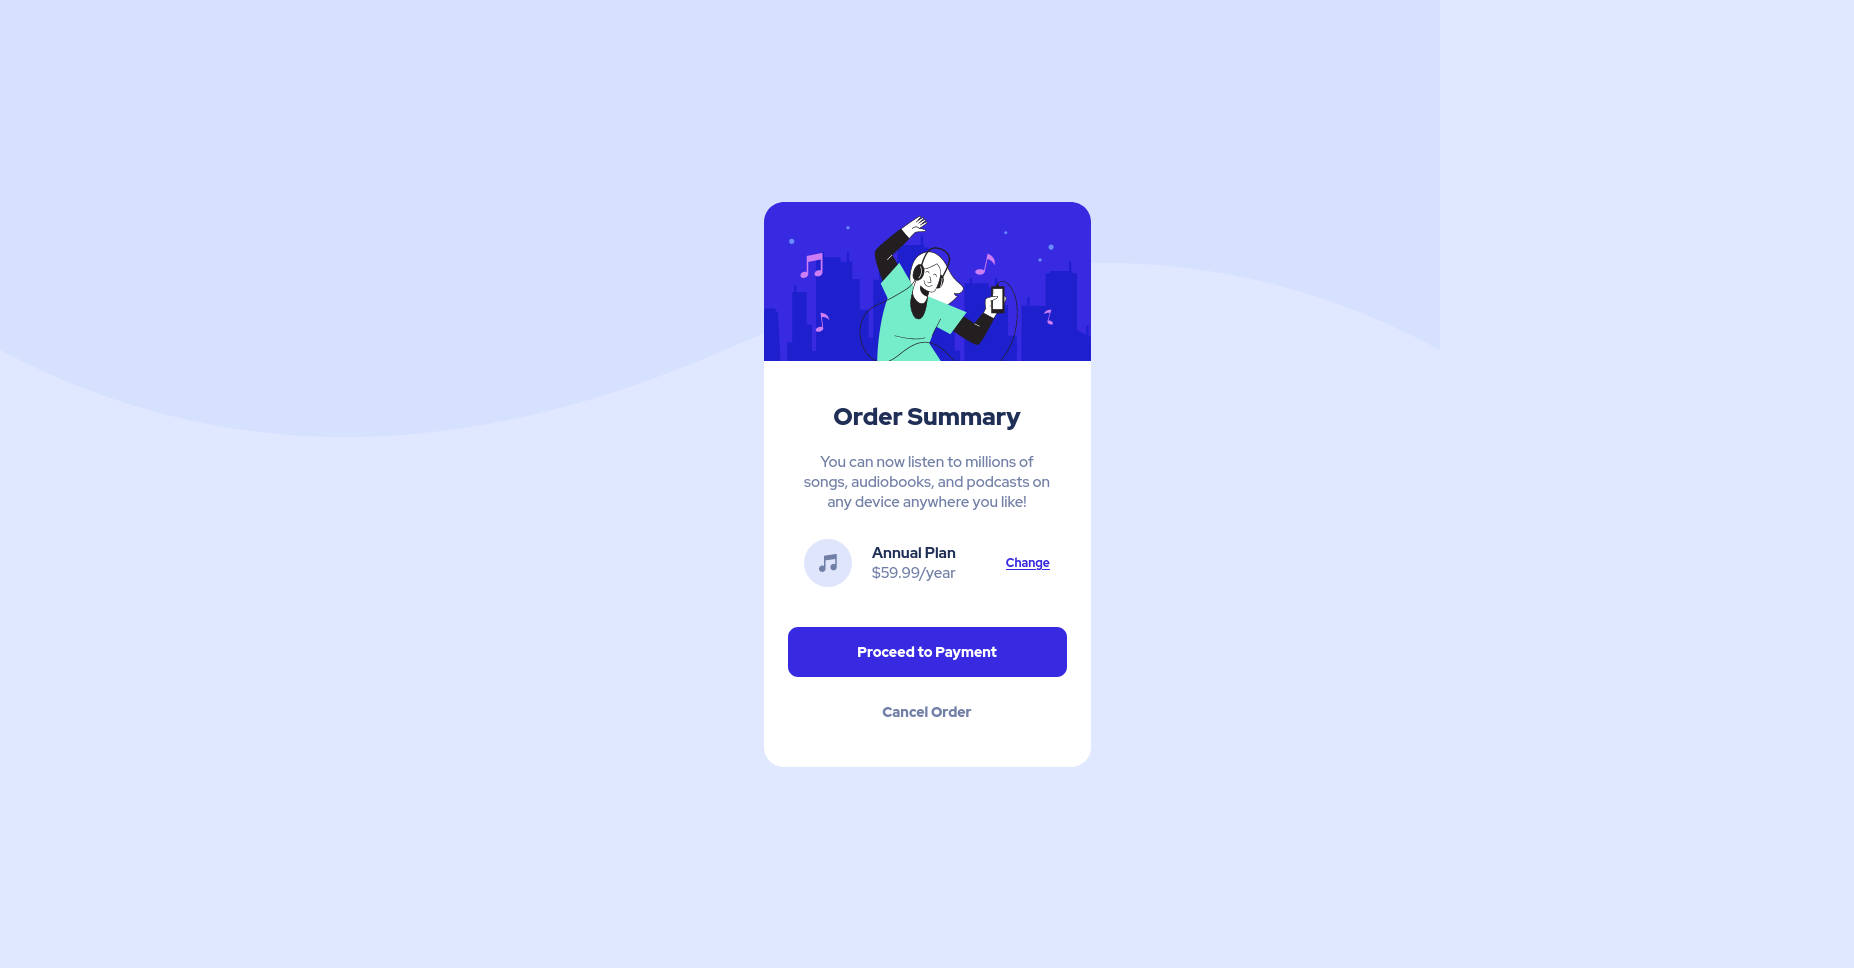 Order Summary
You can now listen to millions of
songs, audiobooks, and podcasts on
any device anywhere you like!
Annual Plan
$59.99/year
Change
Proceed to Payment
Cancel Order